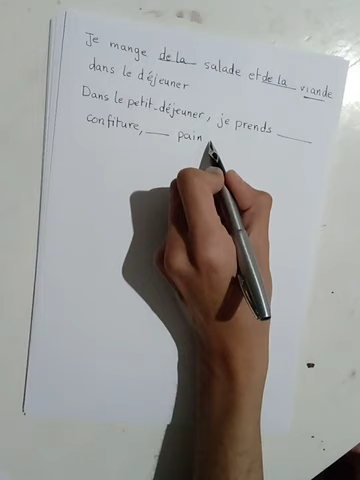 Je mange de la salade et de la viande
dans le déjeuner
Dans le petit-déjeuner, je prends ____
confiture, ___ pain